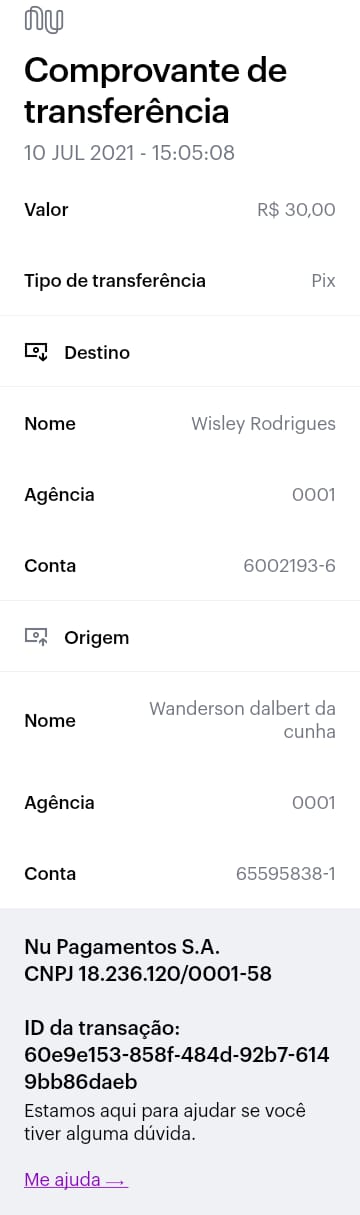 nu
Comprovante de
transferência
10 JUL 2021 - 15:05:08
Valor R$ 30,00
Tipo de transferência Pix
Destino
Nome Wisley Rodrigues
Agência 0001
Conta 6002193-6
Origem
Nome Wanderson dalbert da
cunha
Agência 0001
Conta 65595838-1
Nu Pagamentos S.A.
CNPJ 18.236.120/0001-58
ID da transação:
60e9e153-858f-484d-92b7-614
9bb86daeb
Estamos aqui para ajudar se você
tiver alguma dúvida.
Me ajuda →